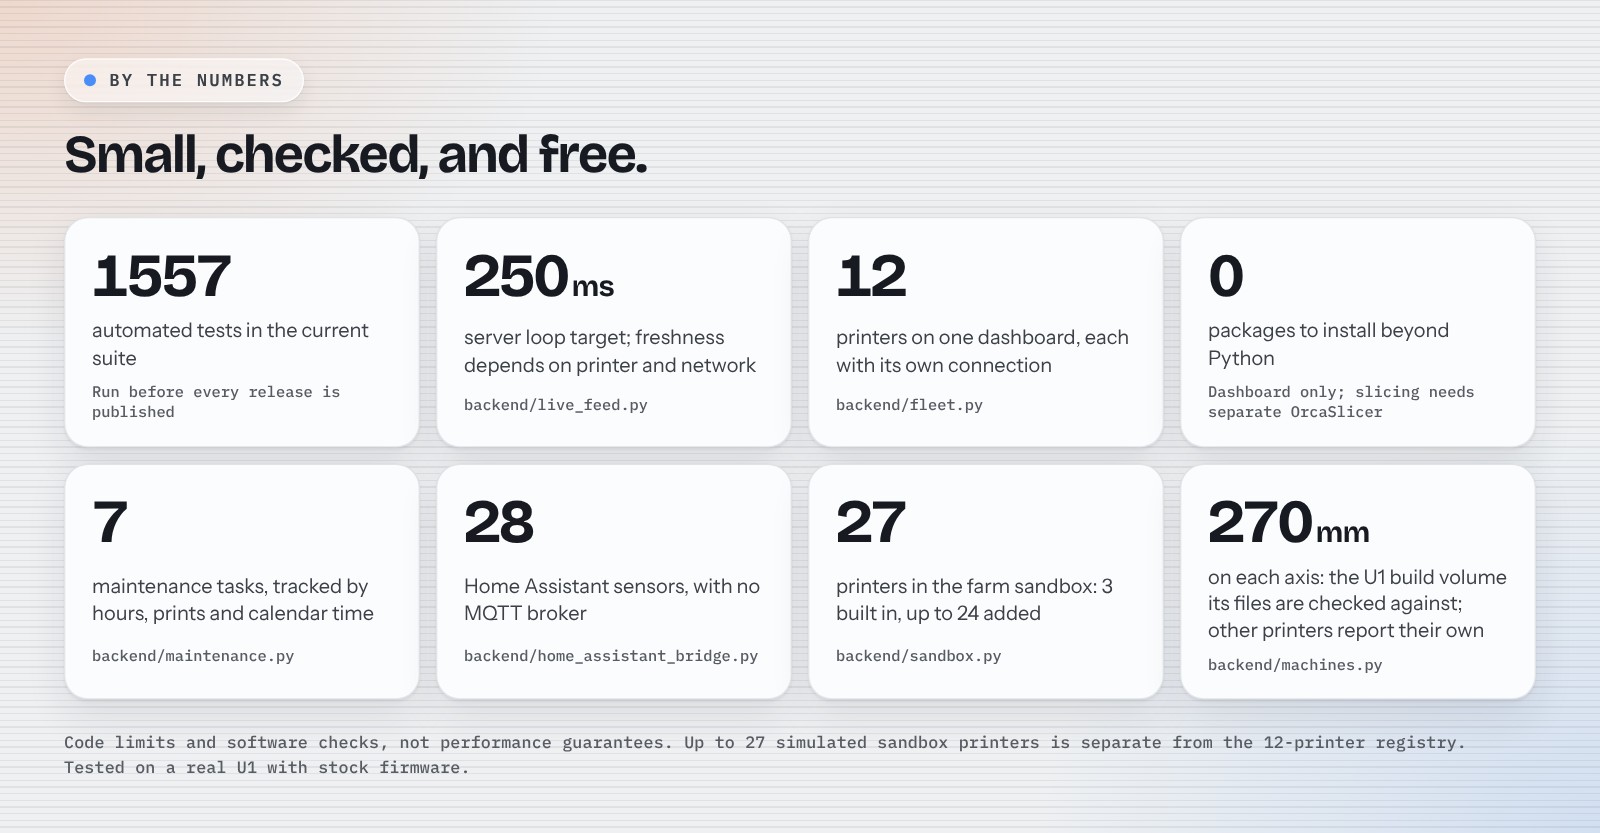 BY THE NUMBERS
Small, checked, and free.
1557
automated tests in the current
suite
Run before every release is
published
250 ms
server loop target; freshness
depends on printer and network
backend/live_feed.py
12
printers on one dashboard, each
with its own connection
backend/fleet.py
0
packages to install beyond
Python
Dashboard only; slicing needs
separate OrcaSlicer
7
maintenance tasks, tracked by
hours, prints and calendar time
backend/maintenance.py
28
Home Assistant sensors, with no
MQTT broker
backend/home_assistant_bridge.py
27
printers in the farm sandbox: 3
built in, up to 24 added
backend/sandbox.py
270 mm
on each axis: the U1 build volume
its files are checked against;
other printers report their own
backend/machines.py
Code limits and software checks, not performance guarantees. Up to 27 simulated sandbox printers is separate from the 12-printer registry.
Tested on a real U1 with stock firmware.